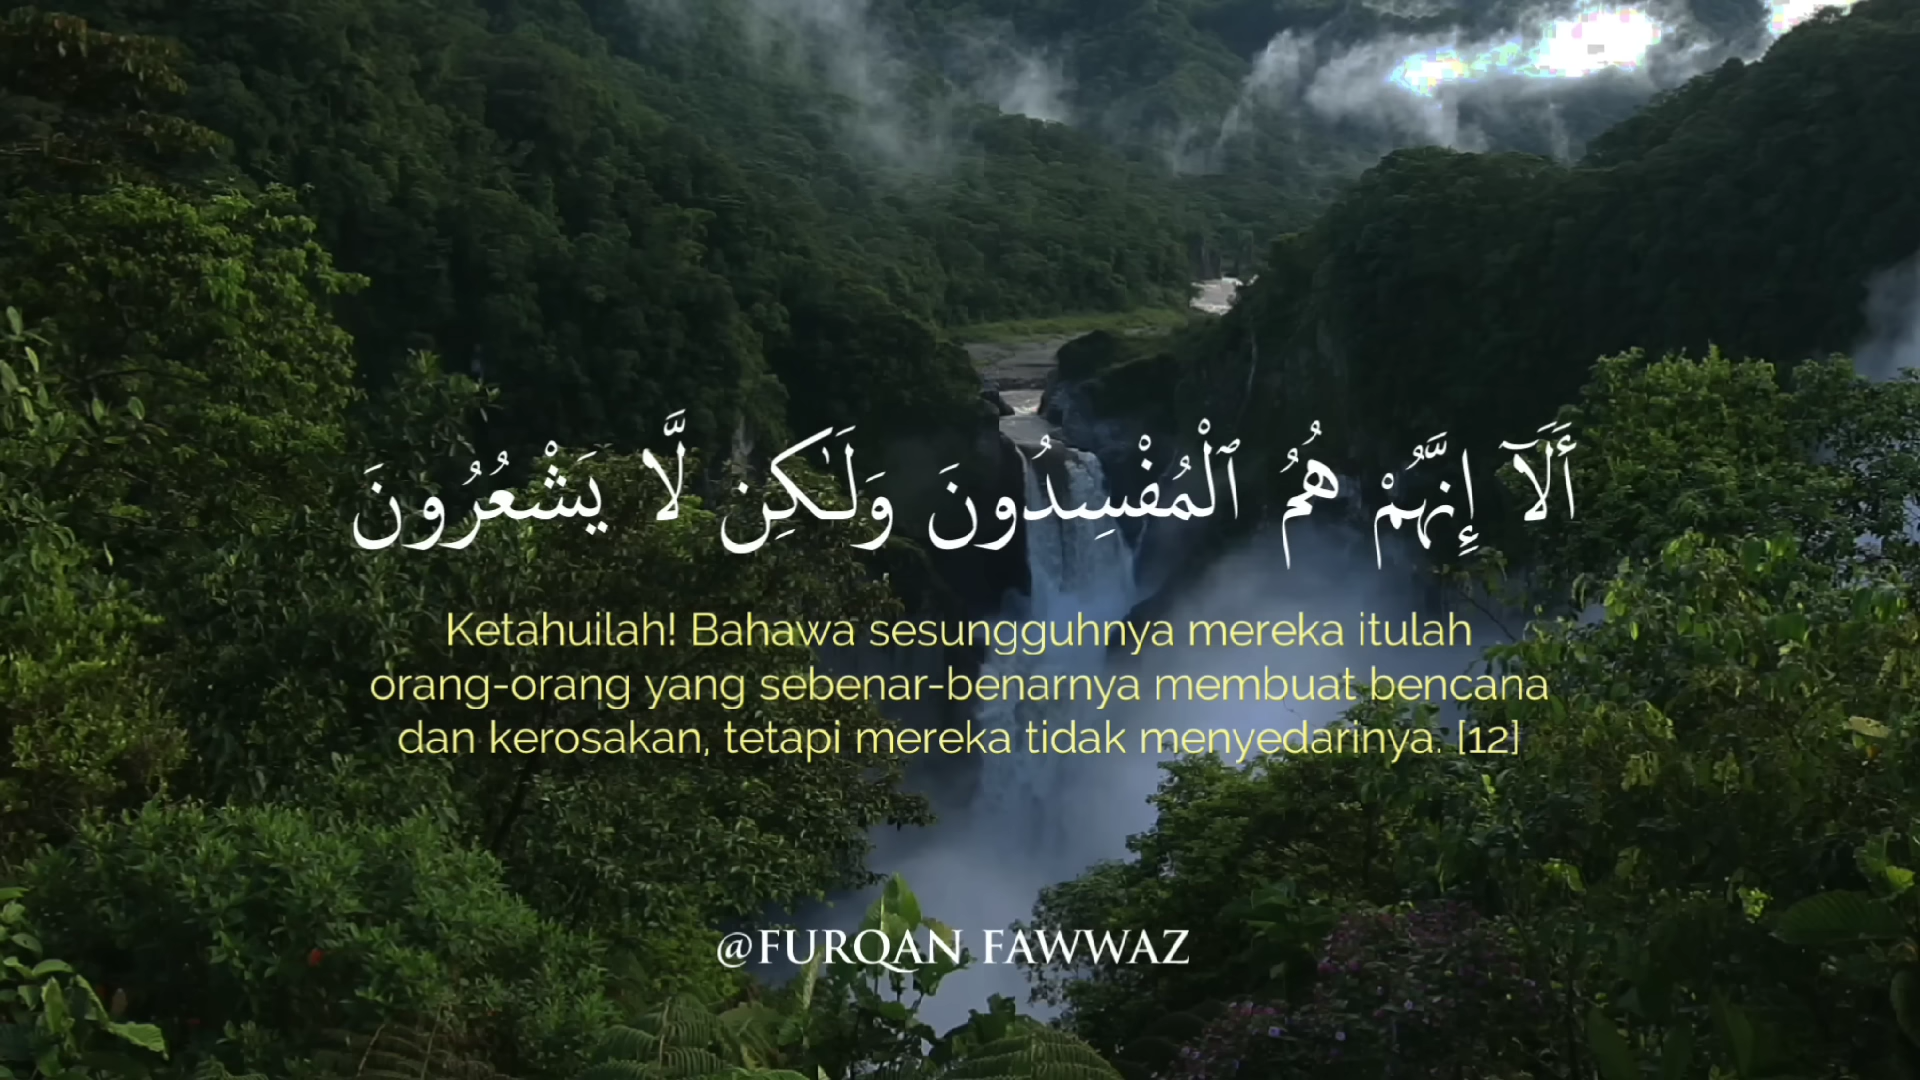 أَلَآ إِنَّهُمْ هُمُ ٱلْمُفْسِدُونَ وَلَـٰكِن لَّا يَشْعُرُونَ
Ketahuilah! Bahawa sesungguhnya mereka itulah
orang-orang yang sebenar-benarnya membuat bencana
dan kerosakan, tetapi mereka tidak menyedarinya. [12]
@FURQAN FAWWAZ